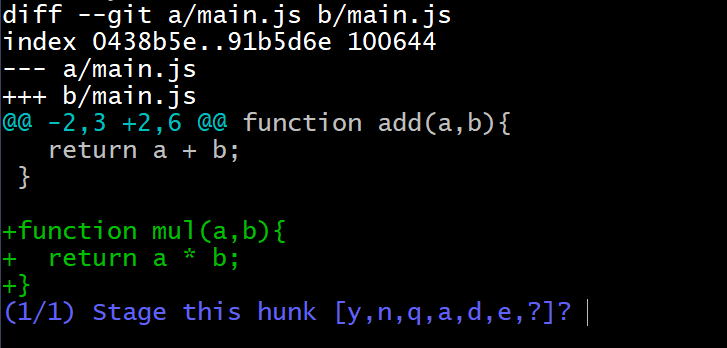 diff --git a/main.js b/main.js
index 0438b5e..91b5d6e 100644
--- a/main.js
+++ b/main.js
@@ -2,3 +2,6 @@ function add(a,b){
   return a + b;
 }

+function mul(a,b){
+  return a * b;
+}
(1/1) Stage this hunk [y,n,q,a,d,e,?]?